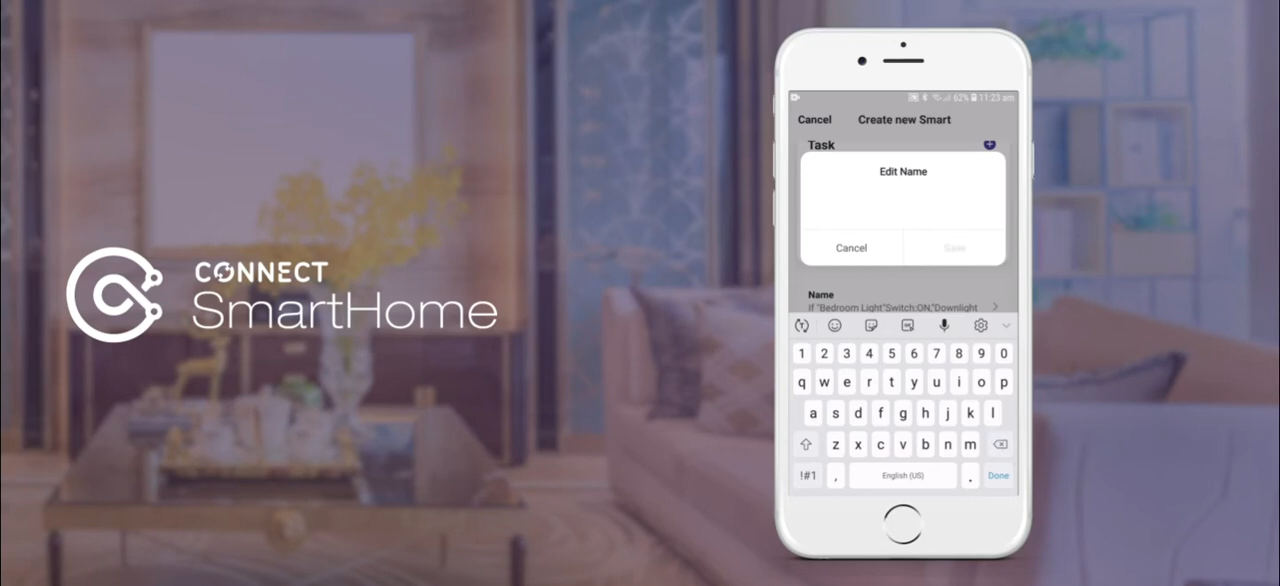 CONNECT
SmartHome
62% 11:23 am
Cancel Create new Smart
Task
Edit Name
Cancel Save
Name
If "Bedroom Light"Switch:ON,"Downlight
1 2 3 4 5 6 7 8 9 0
q w e r t y u i o p
a s d f g h j k l
z x c v b n m
!#1 , English (US) . Done